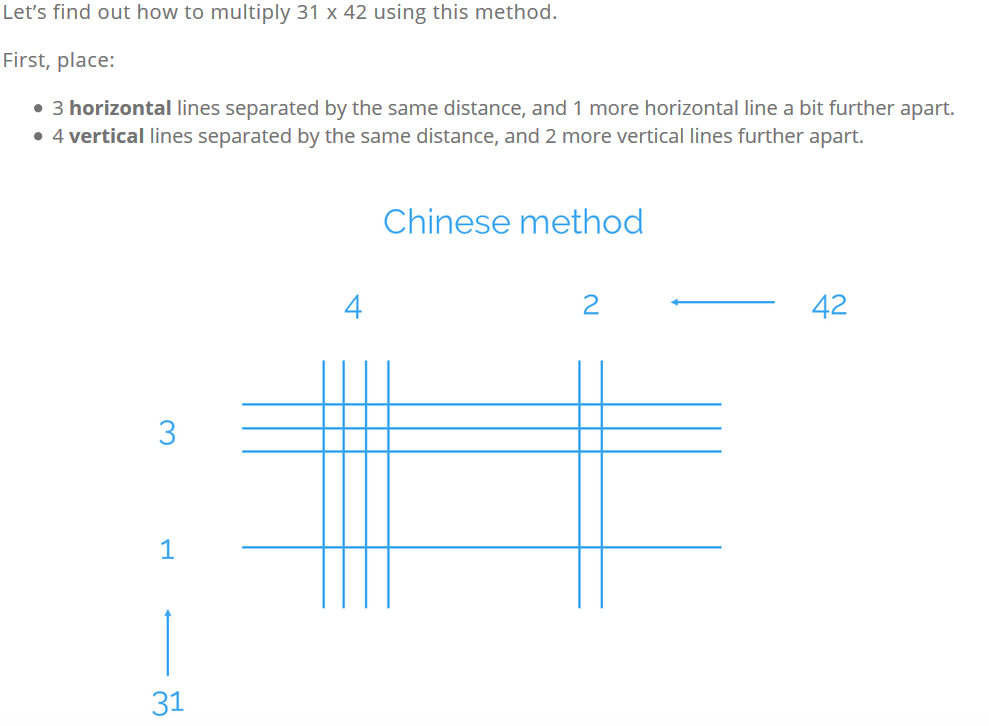 Let’s find out how to multiply 31 x 42 using this method.
First, place:
• 3 horizontal lines separated by the same distance, and 1 more horizontal line a bit further apart.
• 4 vertical lines separated by the same distance, and 2 more vertical lines further apart.
Chinese method
4 2 42
3
1
31